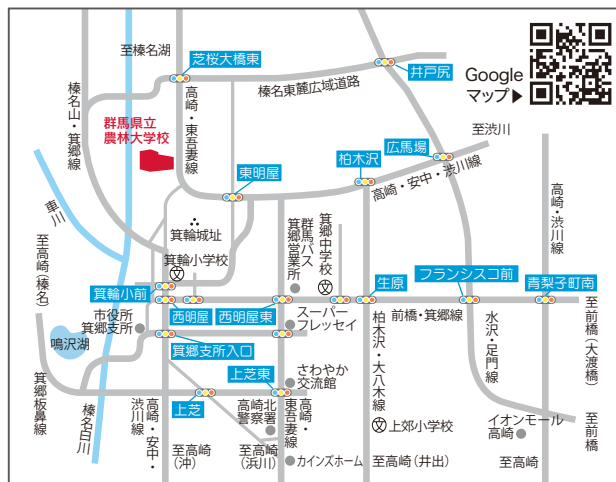 至榛名湖
芝桜大橋東
井戸尻
Google
マップ▶
榛名東麓広域道路
榛名山・箕郷線
高崎・東吾妻線
群馬県立
農林大学校
至渋川
広馬場
柏木沢
東明屋
高崎・安中・渋川線
高崎・渋川線
車川
箕輪城址
箕輪小学校
文
群馬バス
箕郷営業所
箕郷中学校
文
至高崎(榛名)
箕輪小前
西明屋
西明屋東
生原
フランシスコ前
青梨子町南
市役所
箕郷支所
スーパー
フレッセイ
前橋・箕郷線
至前橋
(大渡橋)
鳴沢湖
箕郷支所入口
柏木沢・大八木線
水沢・足門線
さわやか
交流館
上芝東
上芝
箕郷板鼻線
榛名白川
高崎・安中・
渋川線
高崎北
警察署
高崎・
東吾妻線
文
上郊小学校
イオンモール
高崎
至前橋
至高崎
(沖)
至高崎
(浜川)
カインズホーム
至高崎(井出)
至高崎